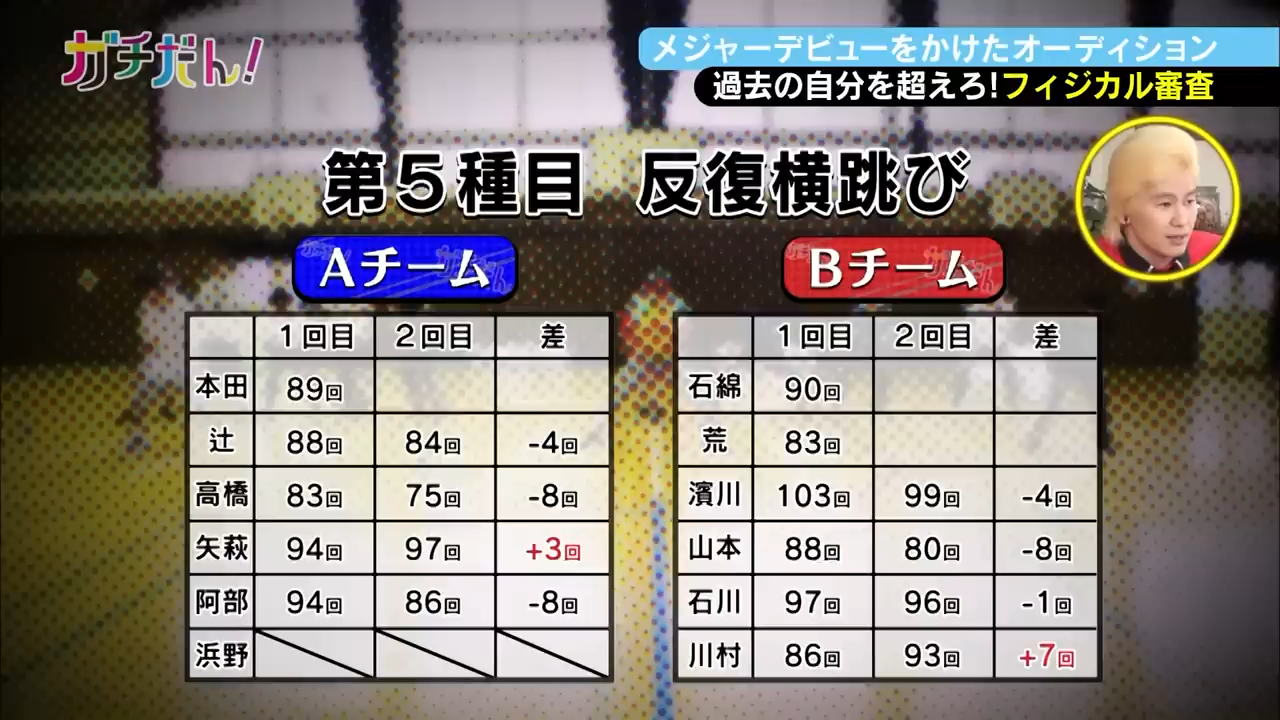 ガチだん!
メジャーデビューをかけたオーディション
過去の自分を超えろ!フィジカル審査
第5種目 反復横跳び
Aチーム
1回目 2回目 差
本田 89回
辻 88回 84回 -4回
高橋 83回 75回 -8回
矢萩 94回 97回 +3回
阿部 94回 86回 -8回
浜野
Bチーム
1回目 2回目 差
石綿 90回
荒 83回
濱川 103回 99回 -4回
山本 88回 80回 -8回
石川 97回 96回 -1回
川村 86回 93回 +7回